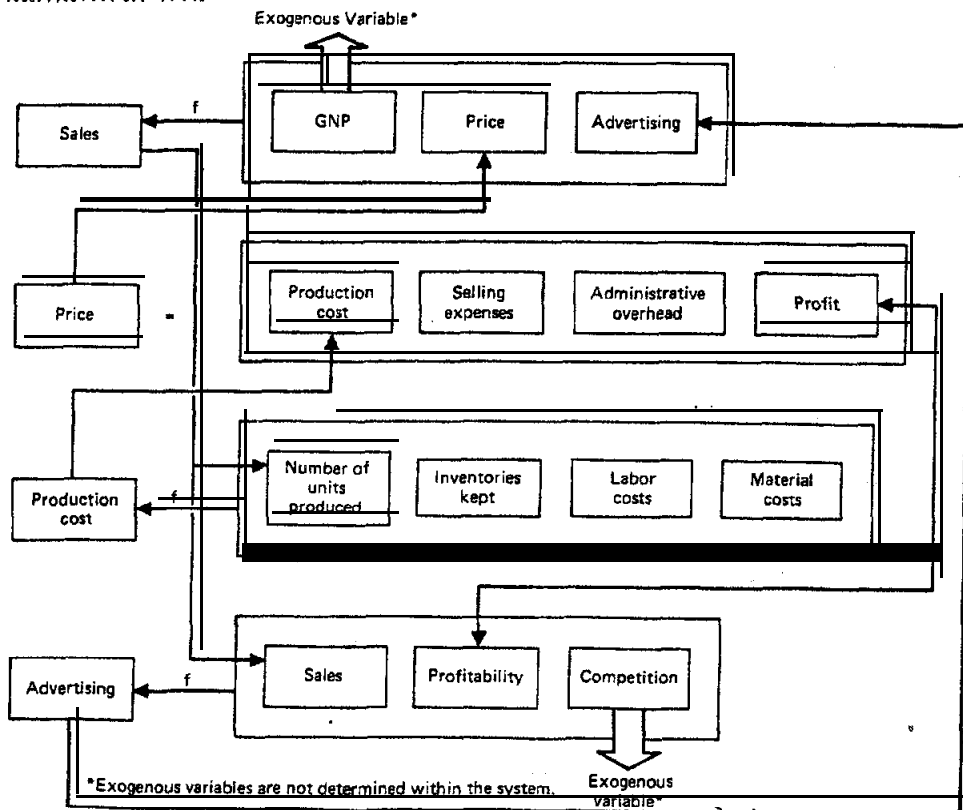 Exogenous Variable*
f
Sales
GNP
Price
Advertising
Price
=
Production
cost
Selling
expenses
Administrative
overhead
Profit
Production
cost
f
Number of
units
produced
Inventories
kept
Labor
costs
Material
costs
Advertising
f
Sales
Profitability
Competition
*Exogenous variables are not determined within the system.
Exogenous
variable*